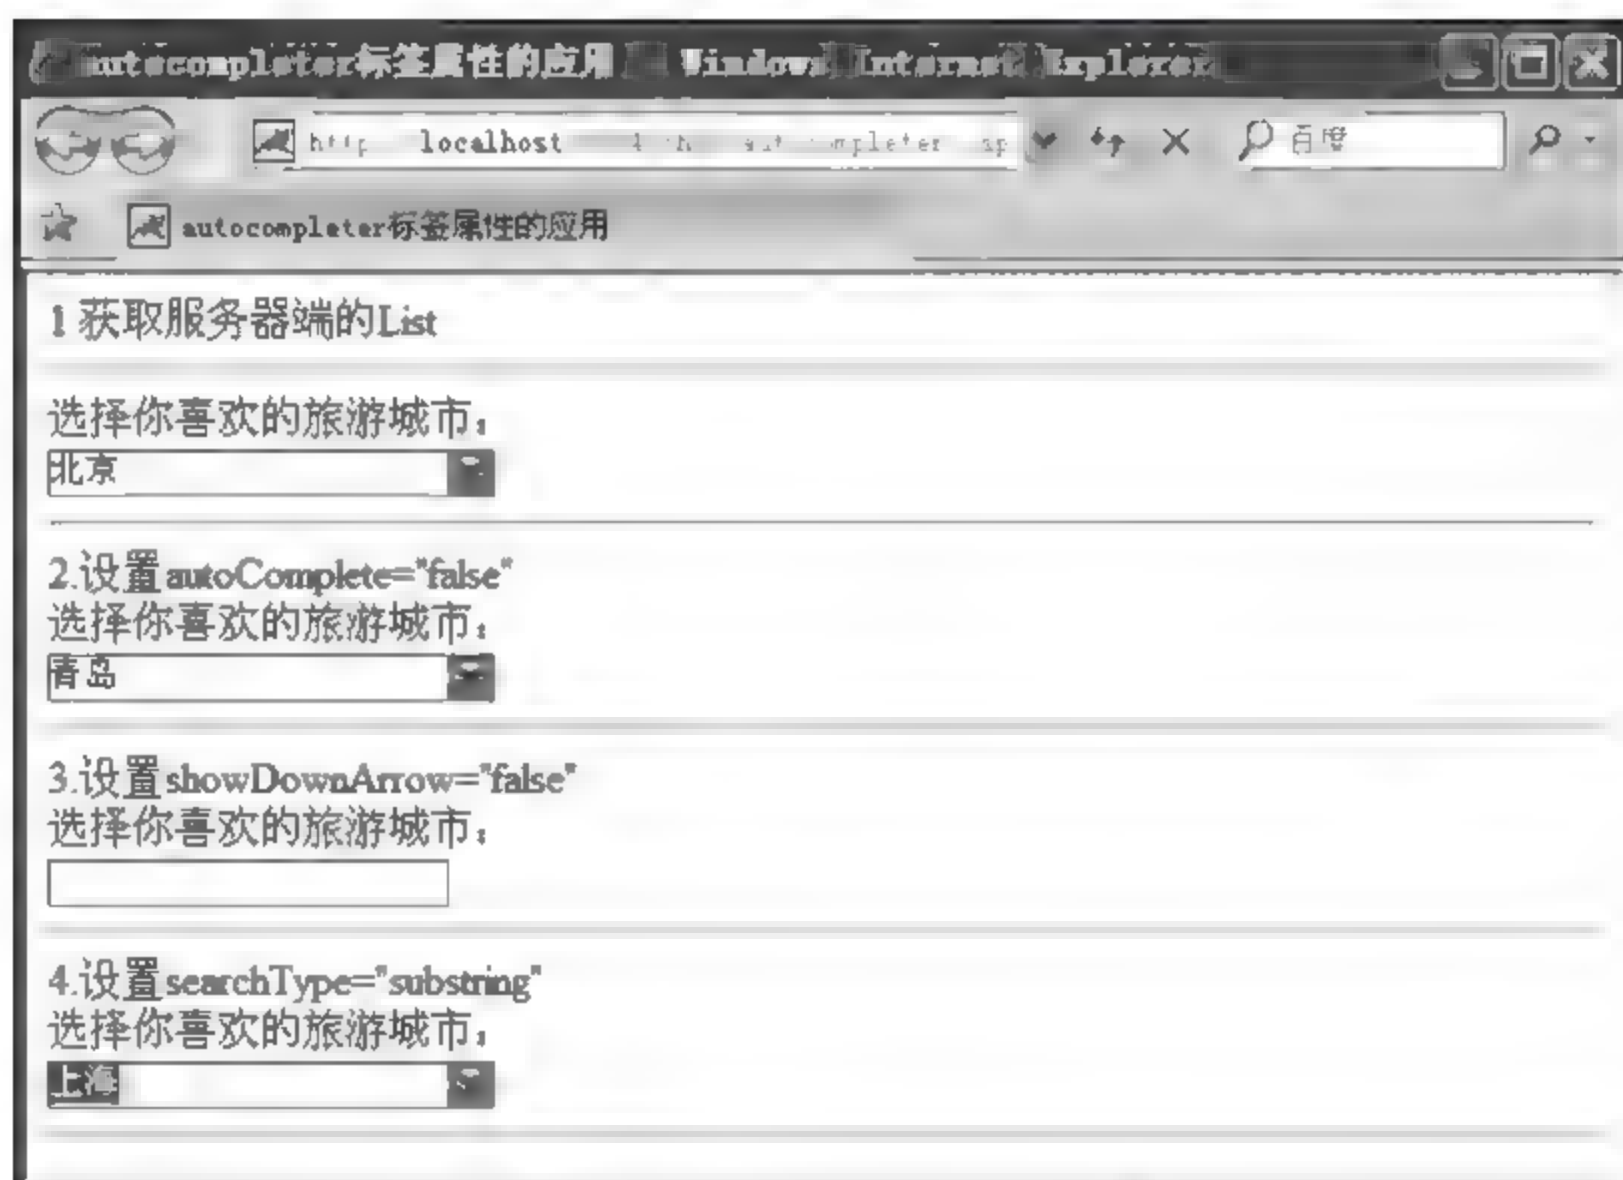 autocompleter标签属性的应用 Windows Internet Explorer
http localhost
百度
autocompleter标签属性的应用
1 获取服务器端的List
选择你喜欢的旅游城市：
北京
2.设置autoComplete="false"
选择你喜欢的旅游城市：
青岛
3.设置showDownArrow="false"
选择你喜欢的旅游城市：
4.设置searchType="substring"
选择你喜欢的旅游城市：
上海